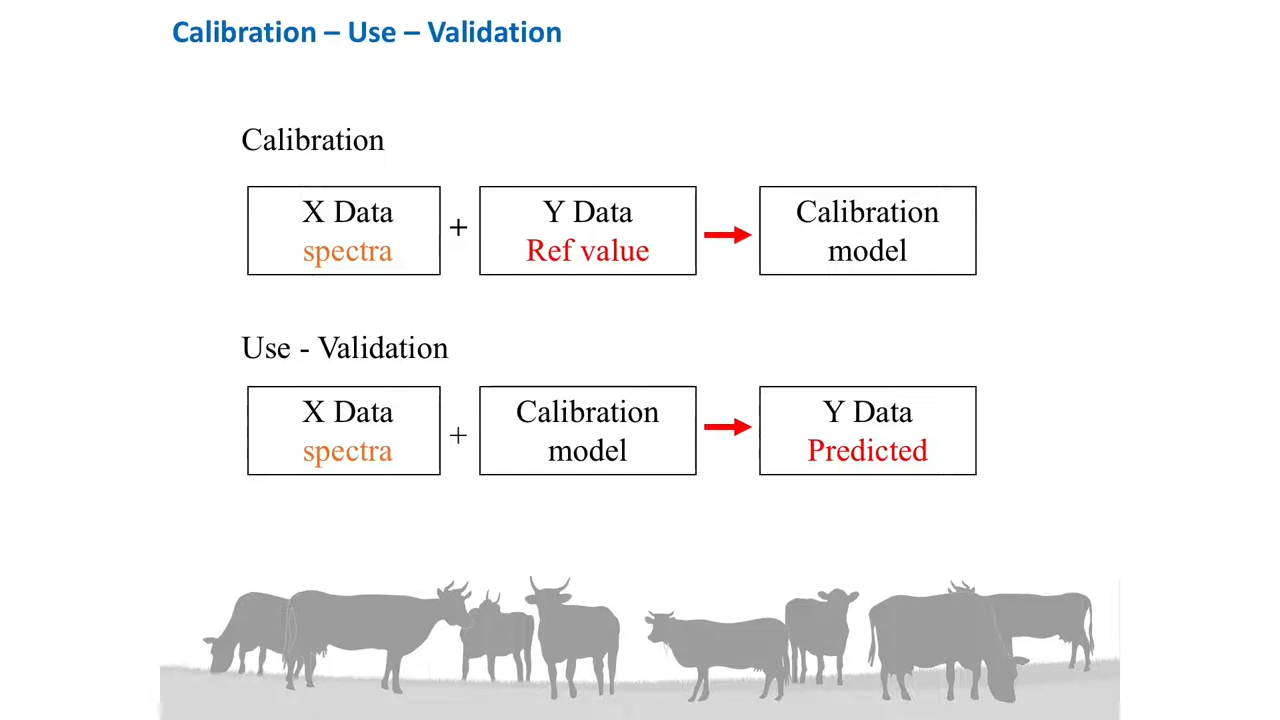 Calibration – Use – Validation
Calibration
X Data
spectra
+
Y Data
Ref value
Calibration
model
Use - Validation
X Data
spectra
+
Calibration
model
Y Data
Predicted